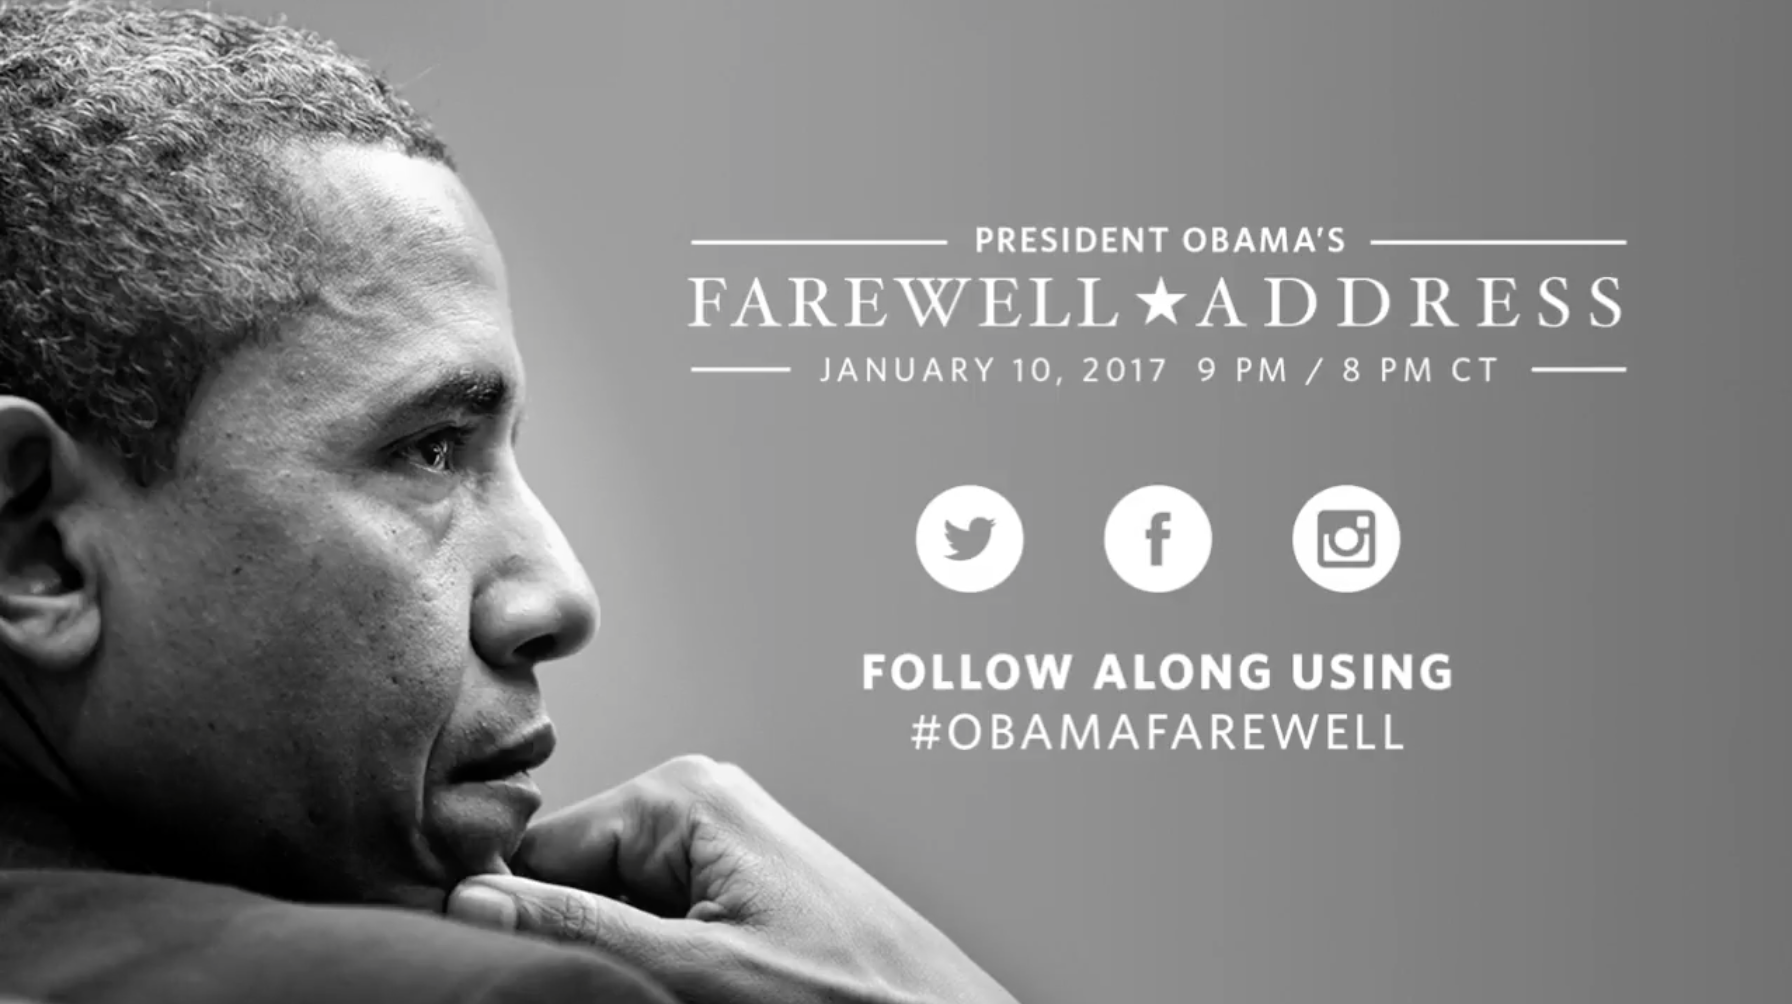 PRESIDENT OBAMA'S
FAREWELL★ADDRESS
JANUARY 10, 2017 9 PM / 8 PM CT
FOLLOW ALONG USING
#OBAMAFAREWELL